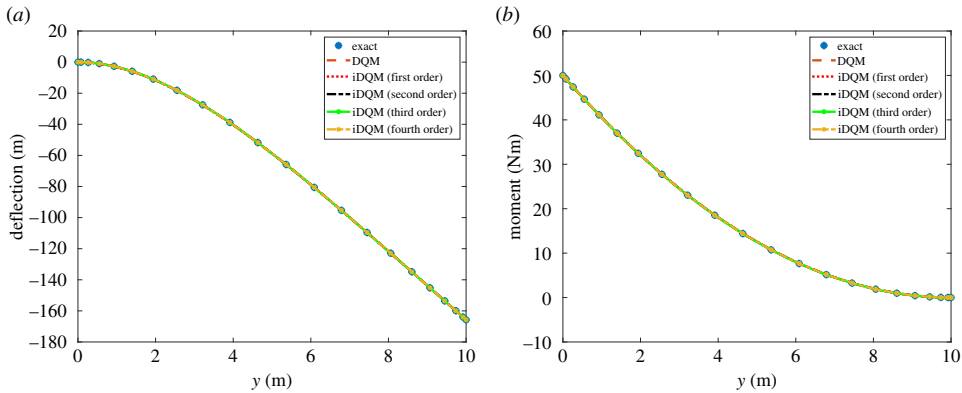 (a)
20
0
–20
–40
–60
–80
–100
–120
–140
–160
–180
deflection (m)
0
2
4
6
8
10
y (m)
exact
DQM
iDQM (first order)
iDQM (second order)
iDQM (third order)
iDQM (fourth order)
(b)
60
50
40
30
20
10
0
–10
moment (Nm)
0
2
4
6
8
10
y (m)
exact
DQM
iDQM (first order)
iDQM (second order)
iDQM (third order)
iDQM (fourth order)